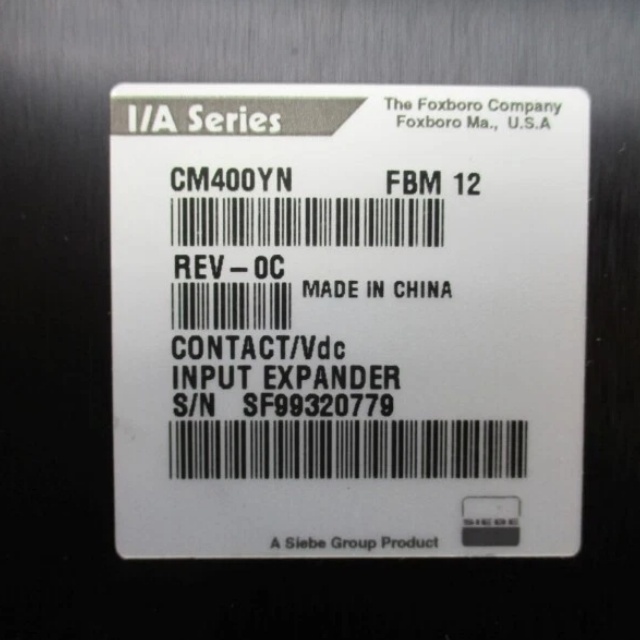 I/A Series
The Foxboro Company
Foxboro Ma., U.S.A
CM400YN FBM 12
REV-0C
MADE IN CHINA
CONTACT/Vdc
INPUT EXPANDER
S/N SF99320779
SIEBE
A Siebe Group Product